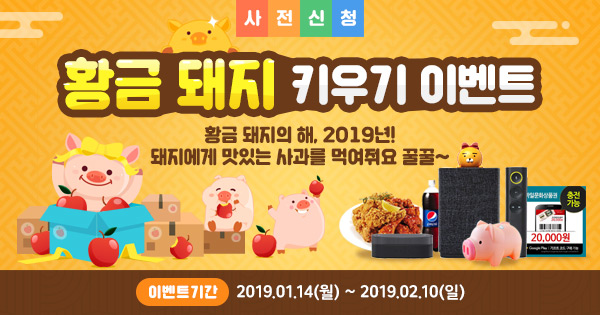 사전신청
황금 돼지 키우기 이벤트
황금 돼지의 해, 2019년!
돼지에게 맛있는 사과를 먹여줘요 꿀꿀~
pepsi
충전
가능
20,000원
이벤트기간 2019.01.14(월) ~ 2019.02.10(일)